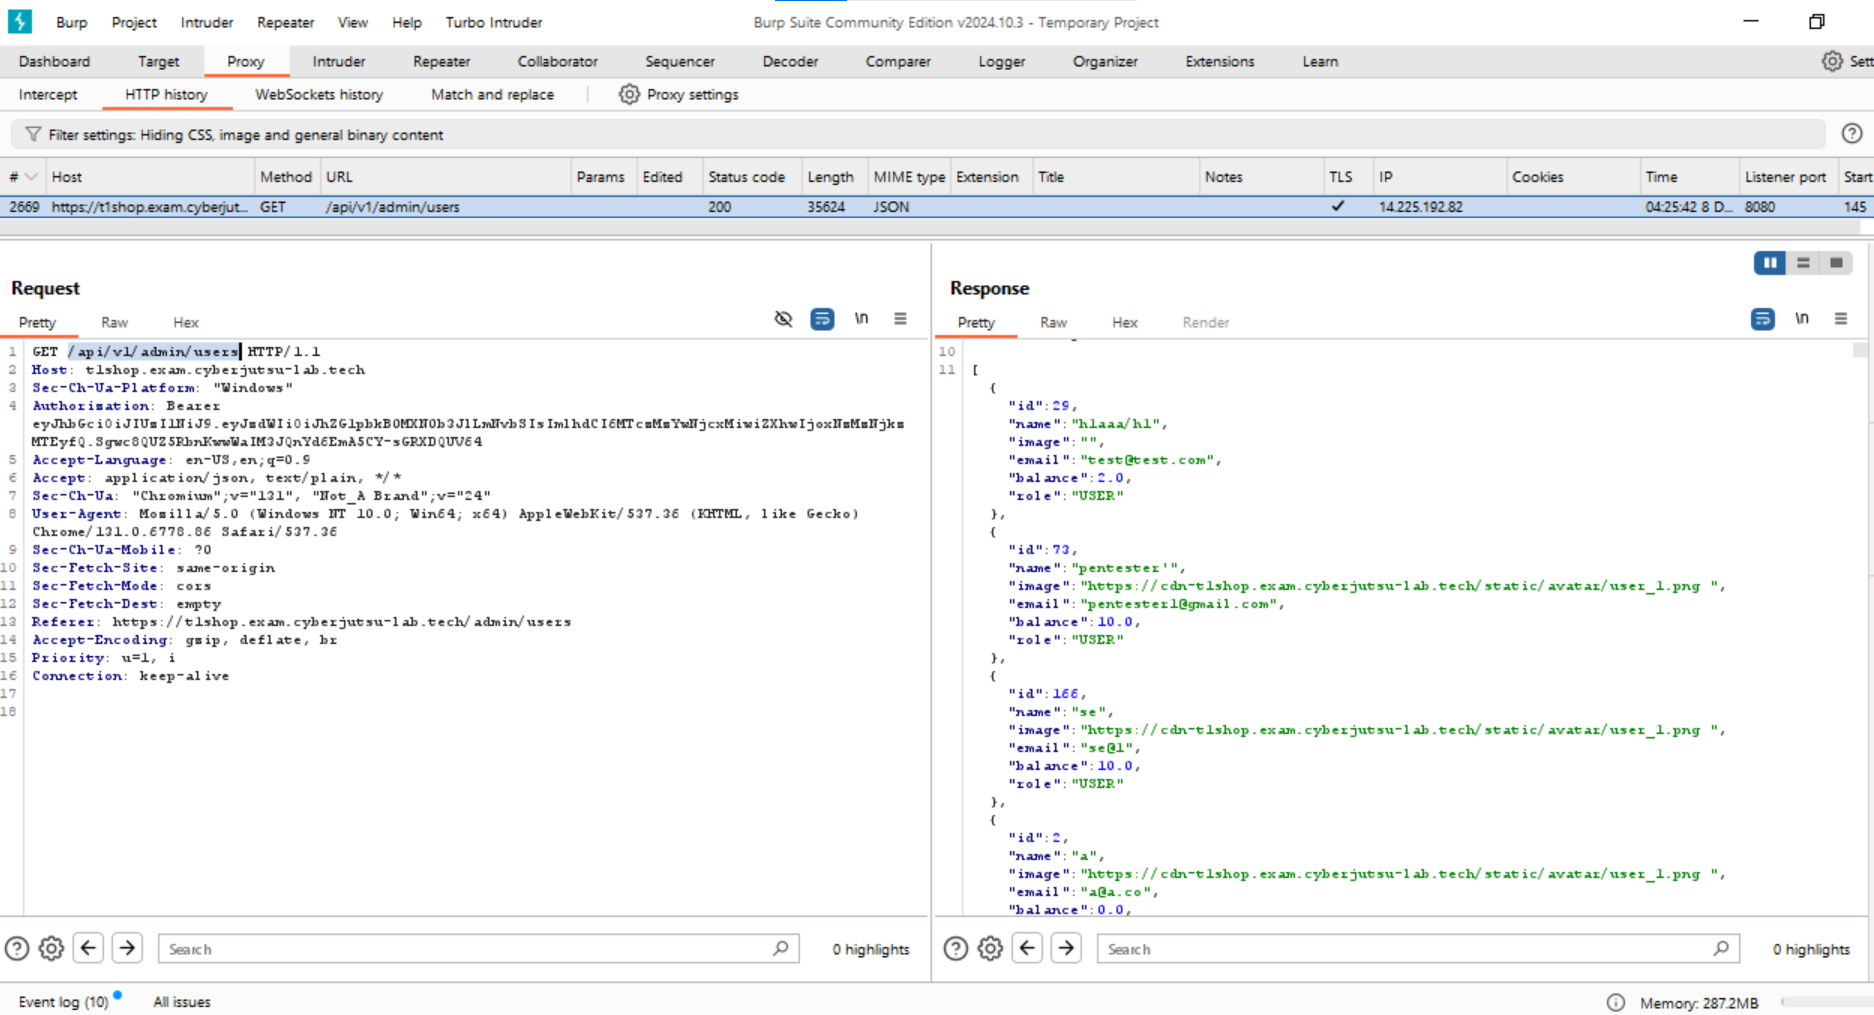 Burp Project Intruder Repeater View Help Turbo Intruder Burp Suite Community Edition v2024.10.3 - Temporary Project
Dashboard Target Proxy Intruder Repeater Collaborator Sequencer Decoder Comparer Logger Organizer Extensions Learn Sett
Intercept HTTP history WebSockets history Match and replace Proxy settings
Filter settings: Hiding CSS, image and general binary content
# Host Method URL Params Edited Status code Length MIME type Extension Title Notes TLS IP Cookies Time Listener port Start
2669 https://t1shop.exam.cyberjut... GET /api/v1/admin/users 200 35624 JSON ✓ 14.225.192.82 04:25:42 8 D... 8080 145
Request
Pretty Raw Hex \n
1 GET /api/v1/admin/users HTTP/1.1
2 Host: t1shop.exam.cyberjutsu-lab.tech
3 Sec-Ch-Ua-Platform: "Windows"
4 Authorization: Bearer
5 Accept-Language: en-US,en;q=0.9
6 Accept: application/json, text/plain, */*
7 Sec-Ch-Ua: "Chromium";v="131", "Not_A Brand";v="24"
8 User-Agent: Mozilla/5.0 (Windows NT 10.0; Win64; x64) AppleWebKit/537.36 (KHTML, like Gecko)
Chrome/131.0.6778.86 Safari/537.36
9 Sec-Ch-Ua-Mobile: ?0
10 Sec-Fetch-Site: same-origin
11 Sec-Fetch-Mode: cors
12 Sec-Fetch-Dest: empty
13 Referer: https://t1shop.exam.cyberjutsu-lab.tech/admin/users
14 Accept-Encoding: gzip, deflate, br
15 Priority: u=1, i
16 Connection: keep-alive
17
18
Search 0 highlights
Response
Pretty Raw Hex Render \n
10
11 [
{
"id":29,
"name":"hlaaa/hl",
"image":"",
"email":"test@test.com",
"balance":2.0,
"role":"USER"
},
{
"id":73,
"name":"pentester'",
"image":"https://cdn-t1shop.exam.cyberjutsu-lab.tech/static/avatar/user_1.png ",
"email":"pentester1@gmail.com",
"balance":10.0,
"role":"USER"
},
{
"id":166,
"name":"se",
"image":"https://cdn-t1shop.exam.cyberjutsu-lab.tech/static/avatar/user_1.png ",
"email":"se@1",
"balance":10.0,
"role":"USER"
},
{
"id":2,
"name":"a",
"image":"https://cdn-t1shop.exam.cyberjutsu-lab.tech/static/avatar/user_1.png ",
"email":"a@a.co",
"balance":0.0,
Search 0 highlights
Event log (10) All issues Memory: 287.2MB